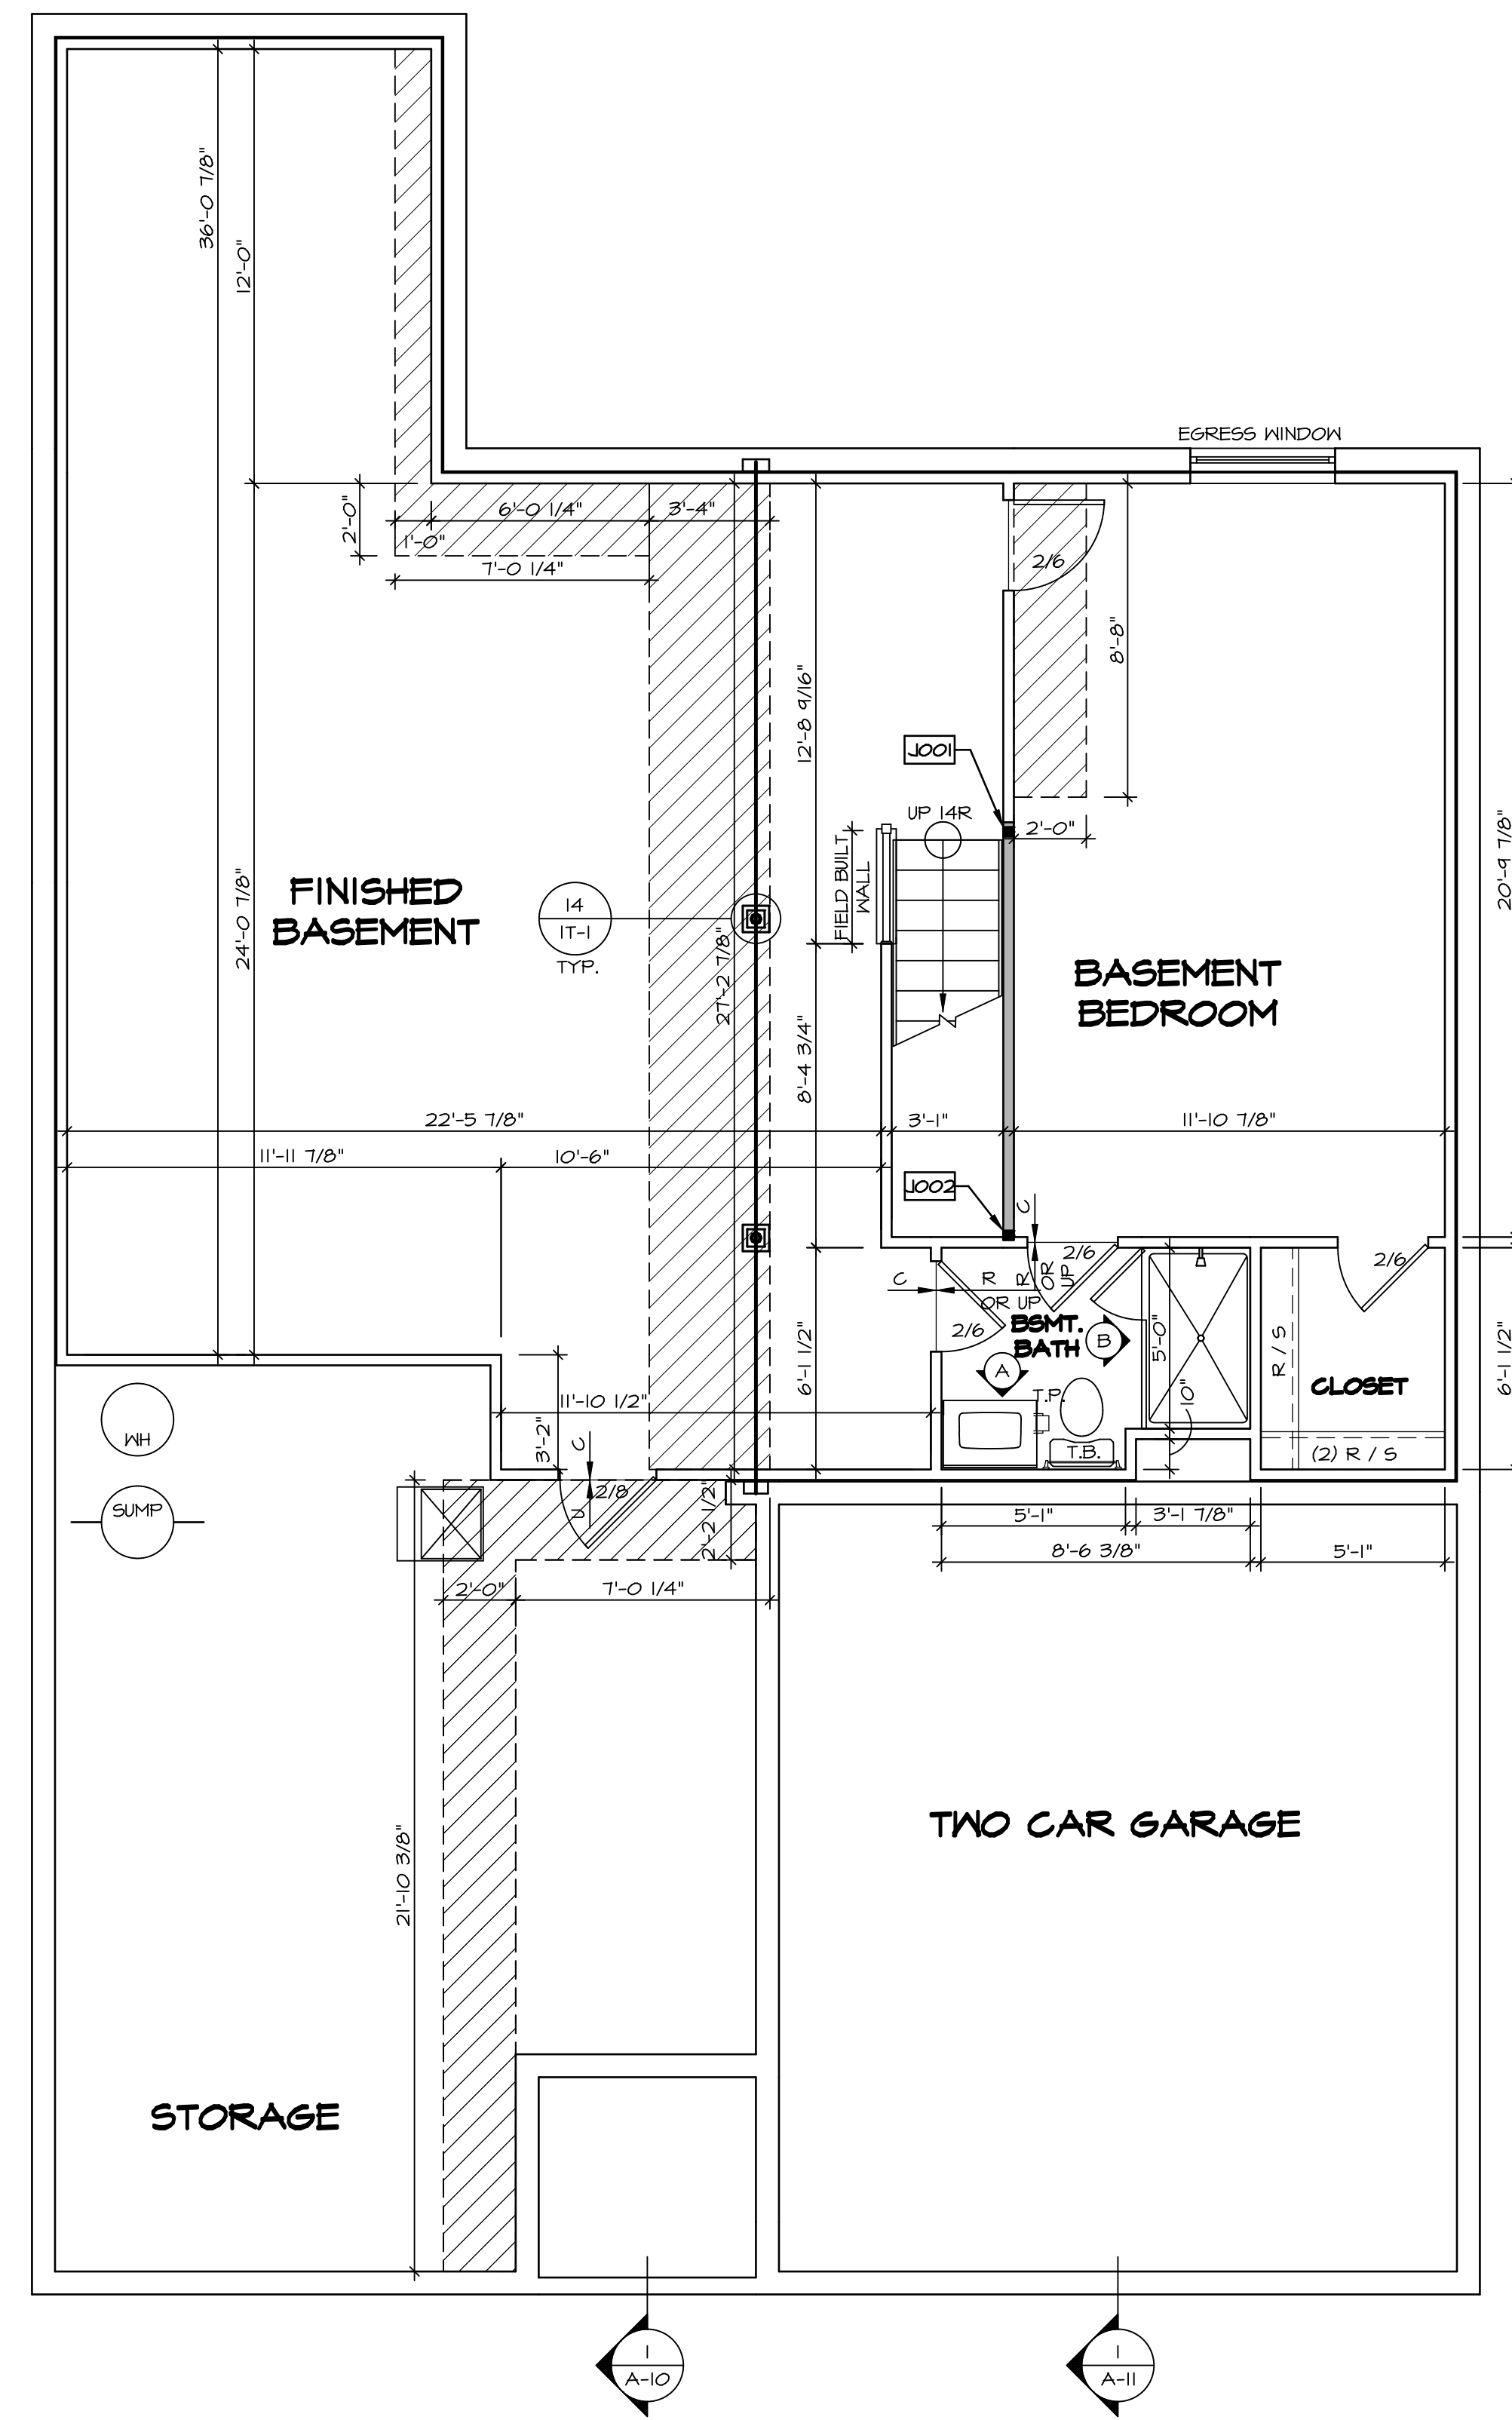 EGRESS WINDOW
36'-0 7/8"
12'-0"
2'-0"
6'-0 1/4"
3'-4"
1'-0"
7'-0 1/4"
2/6
8'-8"
12'-8 9/16"
J001
UP 14R
2'-0"
FIELD BUILT
WALL
20'-9 7/8"
FINISHED
BASEMENT
14
1T-1
TYP.
24'-0 7/8"
27'-2 7/8"
BASEMENT
BEDROOM
8'-4 3/4"
22'-5 7/8"
3'-1"
11'-10 7/8"
11'-11 7/8"
10'-6"
J002
C
2/6
2/6
C
R
OR UP
R
OR
UP
2/6
BSMT.
BATH
B
A
5'-0"
R / S
CLOSET
6'-1 1/2"
6'-1 1/2"
10"
11'-10 1/2"
T.P.
T.B.
(2) R / S
WH
3'-2"
C
SUMP
U
2/8
2'-2 1/2"
5'-1"
3'-1 7/8"
8'-6 3/8"
5'-1"
2'-0"
7'-0 1/4"
21'-10 3/8"
TWO CAR GARAGE
STORAGE
1
A-10
1
A-11